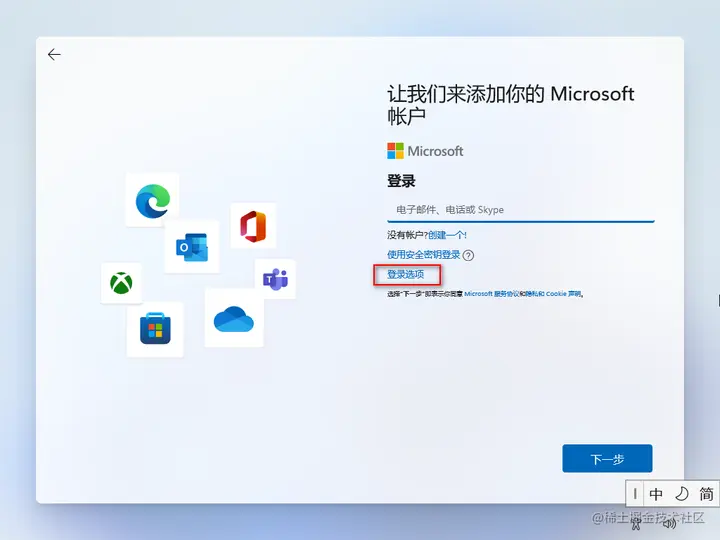 让我们来添加你的 Microsoft
帐户
Microsoft
登录
电子邮件、电话或 Skype
没有帐户?创建一个!
使用安全密钥登录
登录选项
选择“下一步”即表示你同意 Microsoft 服务协议和隐私和 Cookie 声明。
下一步
中 简
@稀土掘金技术社区